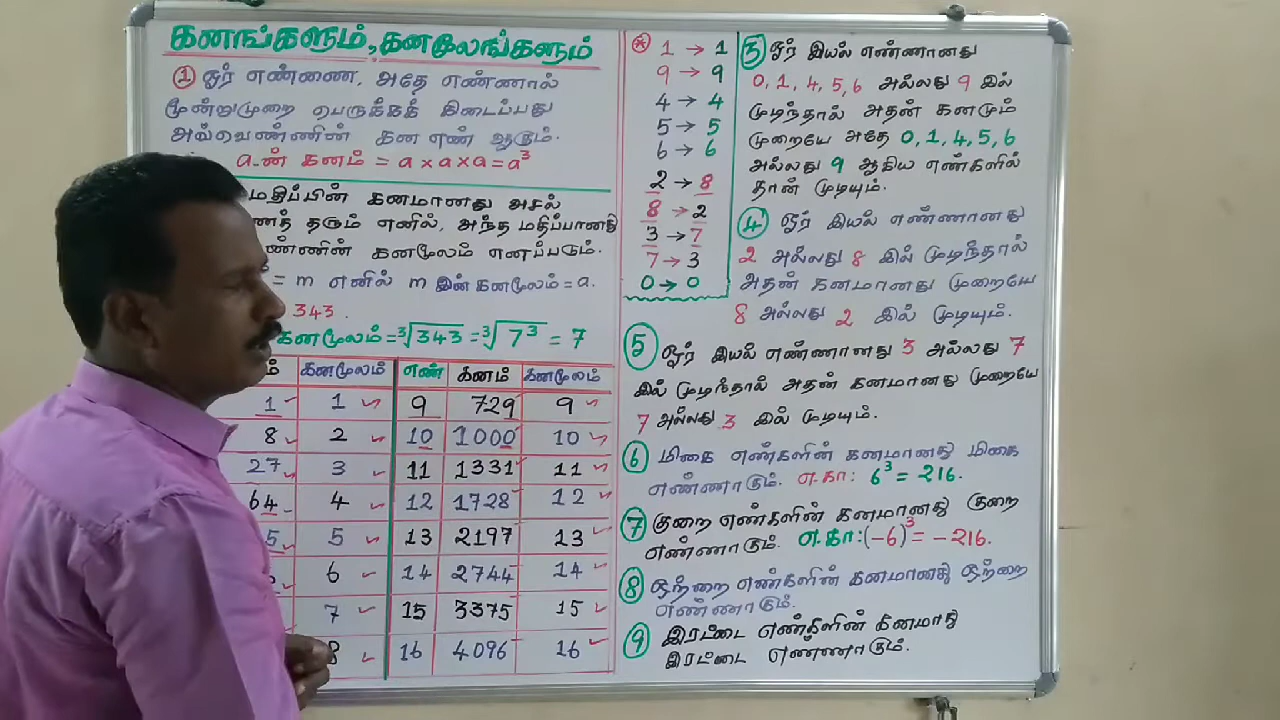 கனங்களும், கனமூலங்களும்
① ஓர் எண்ணை, அதே எண்ணால்
மூன்றுமுறை பெருக்கக் கிடைப்பது
அவ்வெண்ணின் கன எண் ஆகும்.
a-ன் கனம் = a × a × a = a³
மதிப்பின் கனமானது அசல்
தரும் எனில், அந்த மதிப்பானது
கனமூலம் எனப்படும்.
= m எனில் m இன் கனமூலம் = a.
343.
கனமூலம் = ³√343 = ³√7³ = 7
கனமூலம் எண் கனம் கனமூலம்
1 1 9 729 9
8 2 10 1000 10
27 3 11 1331 11
64 4 12 1728 12
5 5 13 2197 13
6 14 2744 14
7 15 3375 15
8 16 4096 16
* 1 → 1
9 → 9
4 → 4
5 → 5
6 → 6
2 → 8
8 → 2
3 → 7
7 → 3
0 → 0
③ ஓர் இயல் எண்ணானது
0, 1, 4, 5, 6 அல்லது 9 இல்
முடிந்தால் அதன் கனமும்
முறையே அதே 0, 1, 4, 5, 6
அல்லது 9 ஆகிய எண்களில்
தான் முடியும்.
④ ஓர் இயல் எண்ணானது
2 அல்லது 8 இல் முடிந்தால்
அதன் கனமானது முறையே
8 அல்லது 2 இல் முடியும்.
⑤ ஓர் இயல் எண்ணானது 3 அல்லது 7
இல் முடிந்தால் அதன் கனமானது முறையே
7 அல்லது 3 இல் முடியும்.
⑥ மிகை எண்களின் கனமானது மிகை
எண்ணாகும். எ.கா: 6³ = 216.
⑦ குறை எண்களின் கனமானது குறை
எண்ணாகும். எ.கா: (-6)³ = -216.
⑧ ஒற்றை எண்களின் கனமானது ஒற்றை
எண்ணாகும்.
⑨ இரட்டை எண்களின் கனமாது
இரட்டை எண்ணாகும்.